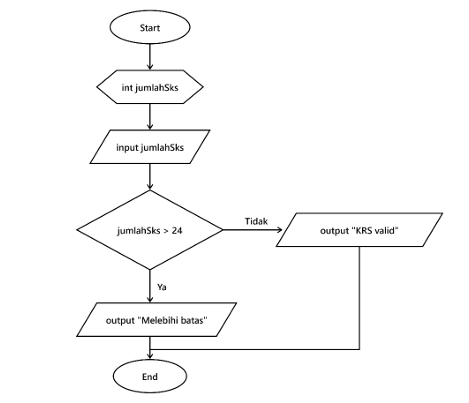 Start
int jumlahSks
input jumlahSks
jumlahSks > 24
Tidak
output "KRS valid"
Ya
output "Melebihi batas"
End